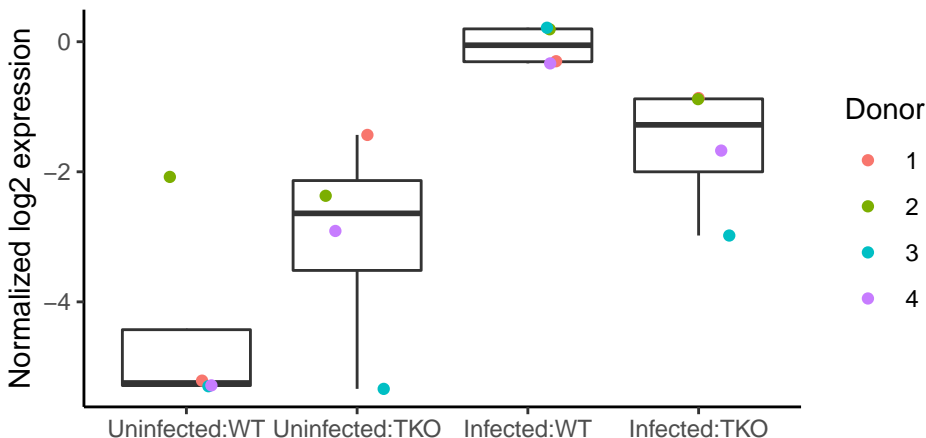 Normalized log2 expression
0
−2
−4
Uninfected:WT
Uninfected:TKO
Infected:WT
Infected:TKO
Donor
1
2
3
4